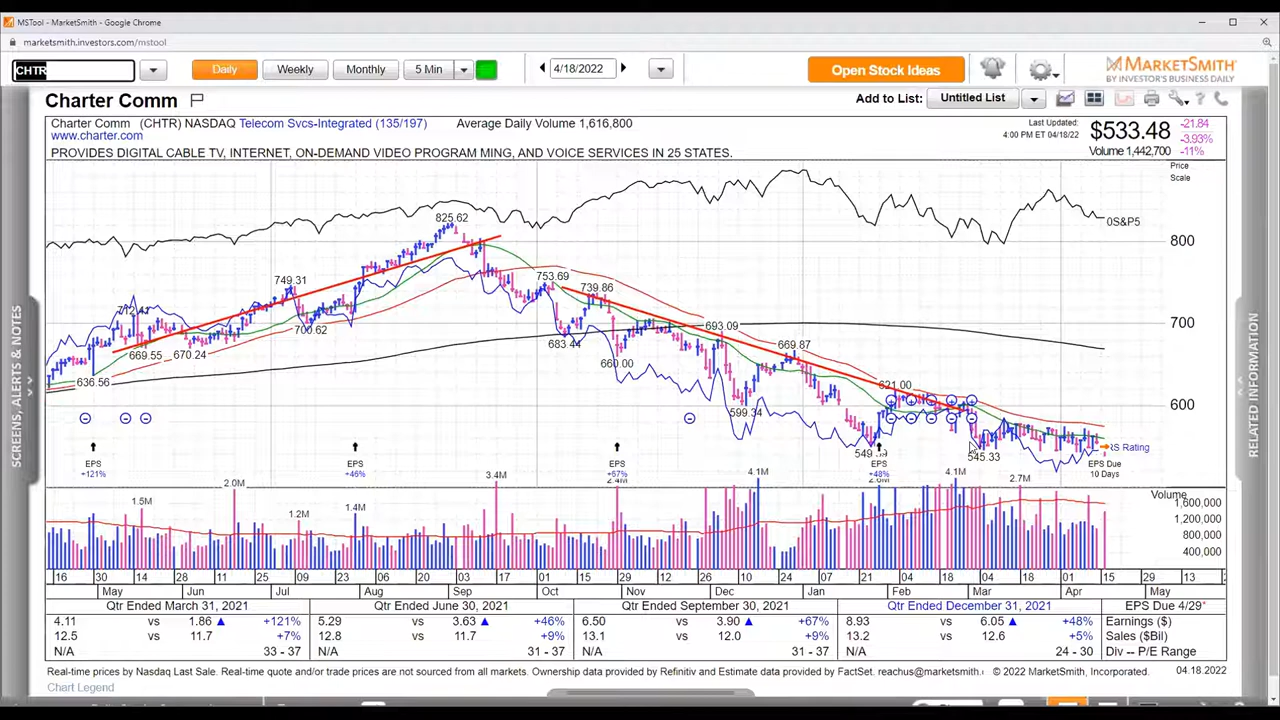 MSTool - MarketSmith - Google Chrome
marketsmith.investors.com/mstool
CHTR Daily Weekly Monthly 5 Min 4/18/2022 Open Stock Ideas MarketSmith
BY INVESTOR'S BUSINESS DAILY
Charter Comm Add to List: Untitled List
Charter Comm (CHTR) NASDAQ Telecom Svcs-Integrated (135/197) Average Daily Volume 1,616,800
www.charter.com
PROVIDES DIGITAL CABLE TV, INTERNET, ON-DEMAND VIDEO PROGRAM MING, AND VOICE SERVICES IN 25 STATES.
Last Updated:
4:00 PM ET 04/18/22
$533.48 -21.84
-3.93%
Volume 1,442,700 -11%
Price
Scale
825.62
0S&P5
800
753.69
749.31
739.86
700.62
693.09
700
683.44
669.55 670.24
669.87
660.00
636.56
621.00
599.34
600
545.33
RS Rating
EPS
+121%
EPS
+46%
EPS
+67%
EPS
+48%
EPS Due
10 Days
1.5M
2.0M
1.2M
1.4M
3.4M
2.4M
4.1M
4.1M
2.7M
Volume
1,600,000
1,200,000
800,000
400,000
16 30 14 28 11 25 09 23 06 20 03 17 01 15 29 12 26 10 24 07 21 04 18 04 18 01 15 29 13 27
May Jun Jul Aug Sep Oct Nov Dec Jan Feb Mar Apr May
Qtr Ended March 31, 2021 Qtr Ended June 30, 2021 Qtr Ended September 30, 2021 Qtr Ended December 31, 2021 EPS Due 4/29*
4.11 vs 1.86 +121% 5.29 vs 3.63 +46% 6.50 vs 3.90 +67% 8.93 vs 6.05 +48% Earnings ($)
12.5 vs 11.7 +7% 12.8 vs 11.7 +9% 13.1 vs 12.0 +9% 13.2 vs 12.6 +5% Sales ($Bil)
N/A 33 - 37 N/A 31 - 37 N/A 31 - 37 N/A 24 - 30 Div -- P/E Range
Real-time prices by Nasdaq Last Sale. Real-time quote and/or trade prices are not sourced from all markets. Ownership data provided by Refinitiv and Estimate data provided by FactSet. reachus@marketsmith. © 2022 MarketSmith, Incorporated. 04.18.2022
Chart Legend
SCREENS, ALERTS & NOTES
RELATED INFORMATION